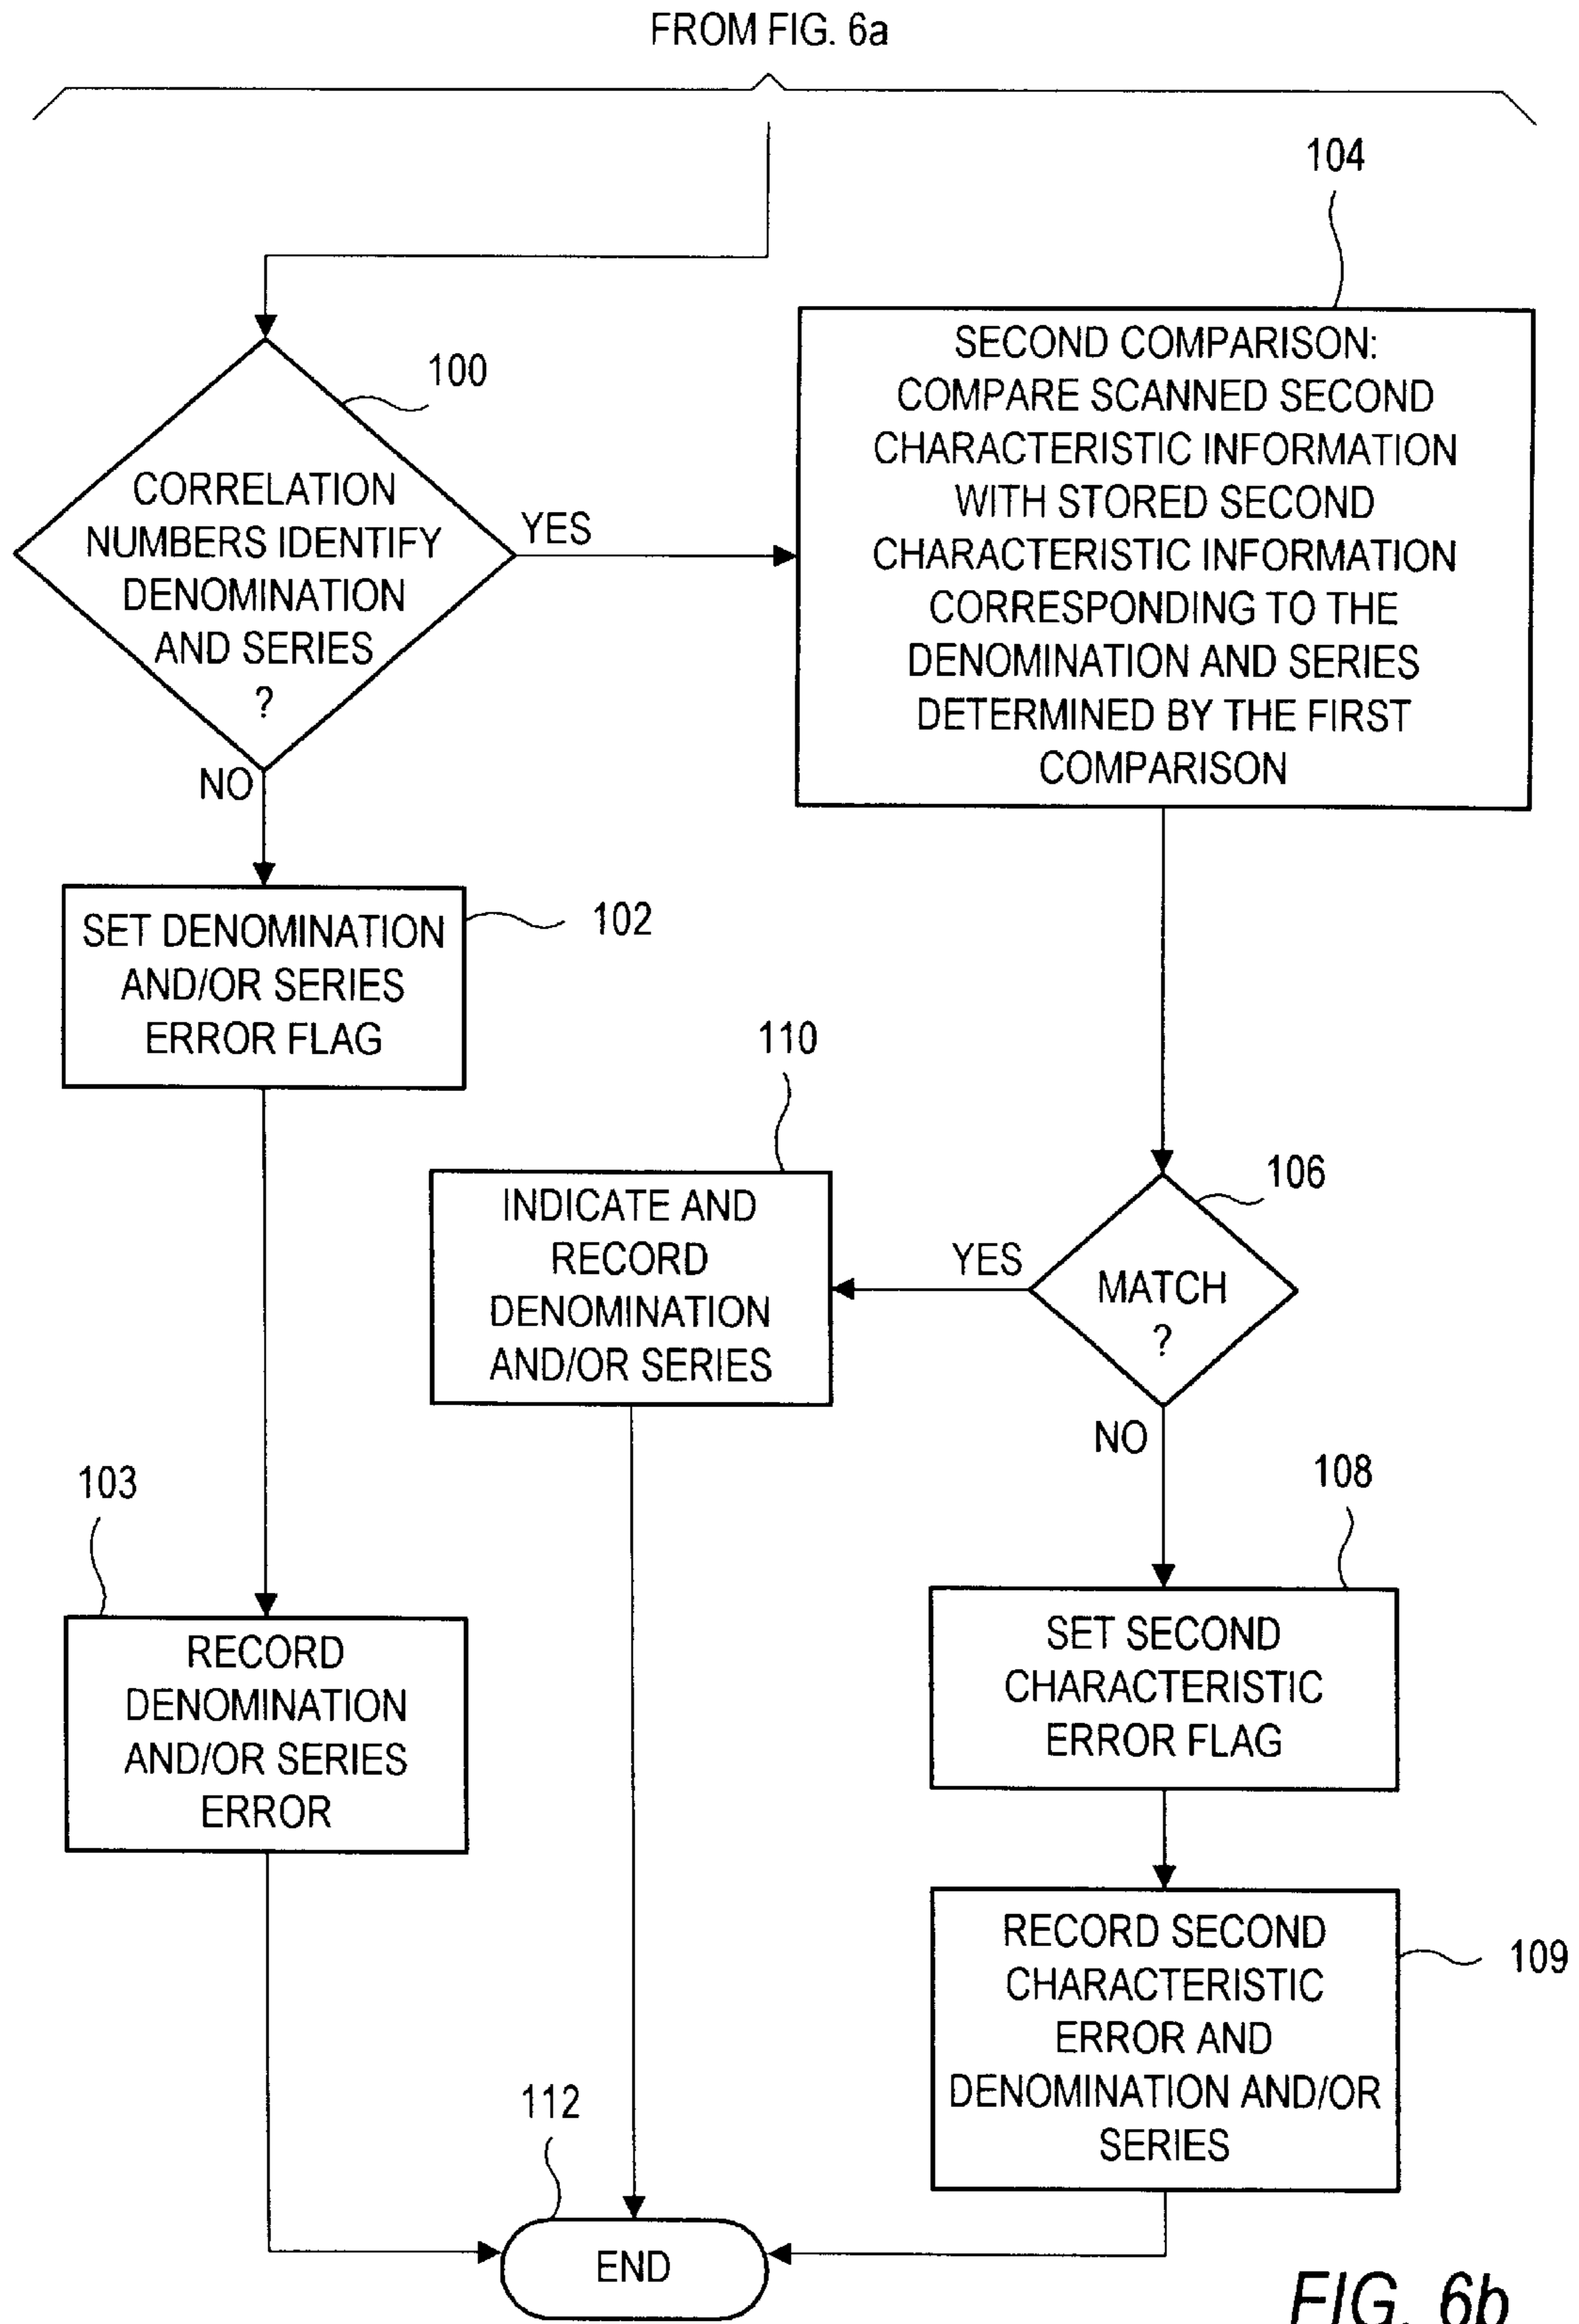 FROM FIG. 6a
104
100
CORRELATION
NUMBERS IDENTIFY
DENOMINATION
AND SERIES
?
YES
NO
SECOND COMPARISON:
COMPARE SCANNED SECOND
CHARACTERISTIC INFORMATION
WITH STORED SECOND
CHARACTERISTIC INFORMATION
CORRESPONDING TO THE
DENOMINATION AND SERIES
DETERMINED BY THE FIRST
COMPARISON
SET DENOMINATION
AND/OR SERIES
ERROR FLAG
102
110
106
INDICATE AND
RECORD
DENOMINATION
AND/OR SERIES
YES
MATCH
?
NO
103
108
RECORD
DENOMINATION
AND/OR SERIES
ERROR
SET SECOND
CHARACTERISTIC
ERROR FLAG
RECORD SECOND
CHARACTERISTIC
ERROR AND
DENOMINATION AND/OR
SERIES
109
112
END
FIG. 6b